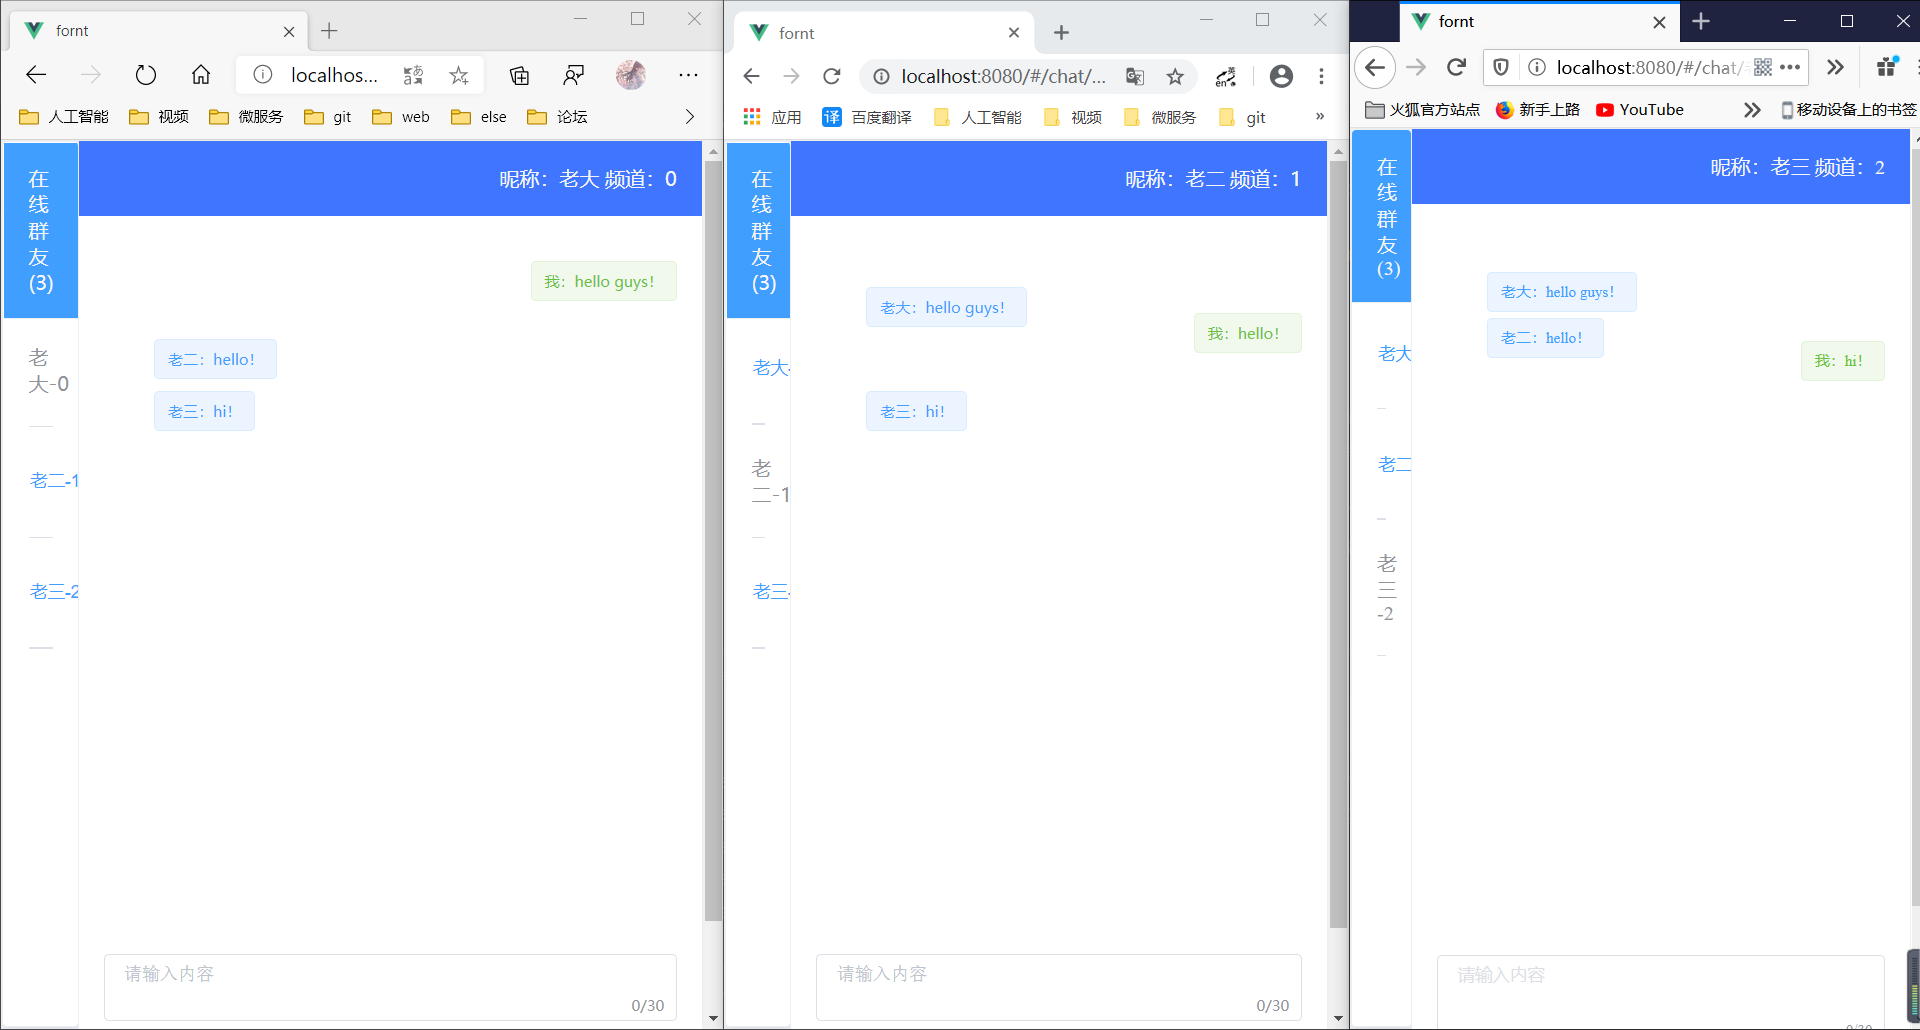 fornt
localhos...
人工智能 视频 微服务 git web else 论坛
在
线
群
友
(3)
昵称：老大 频道：0
我：hello guys！
老二：hello！
老三：hi！
老
大-0
老二-1
老三-2
请输入内容
0/30
fornt
localhost:8080/#/chat/...
应用 译 百度翻译 人工智能 视频 微服务 git »
在
线
群
友
(3)
昵称：老二 频道：1
老大：hello guys！
我：hello！
老三：hi！
老大-
老
二-1
老三-
请输入内容
0/30
fornt
localhost:8080/#/chat/
火狐官方站点 新手上路 YouTube 移动设备上的书签
在
线
群
友
(3)
昵称：老三 频道：2
老大：hello guys！
老二：hello！
我：hi！
老大
老二
老
三
-2
请输入内容
0/30